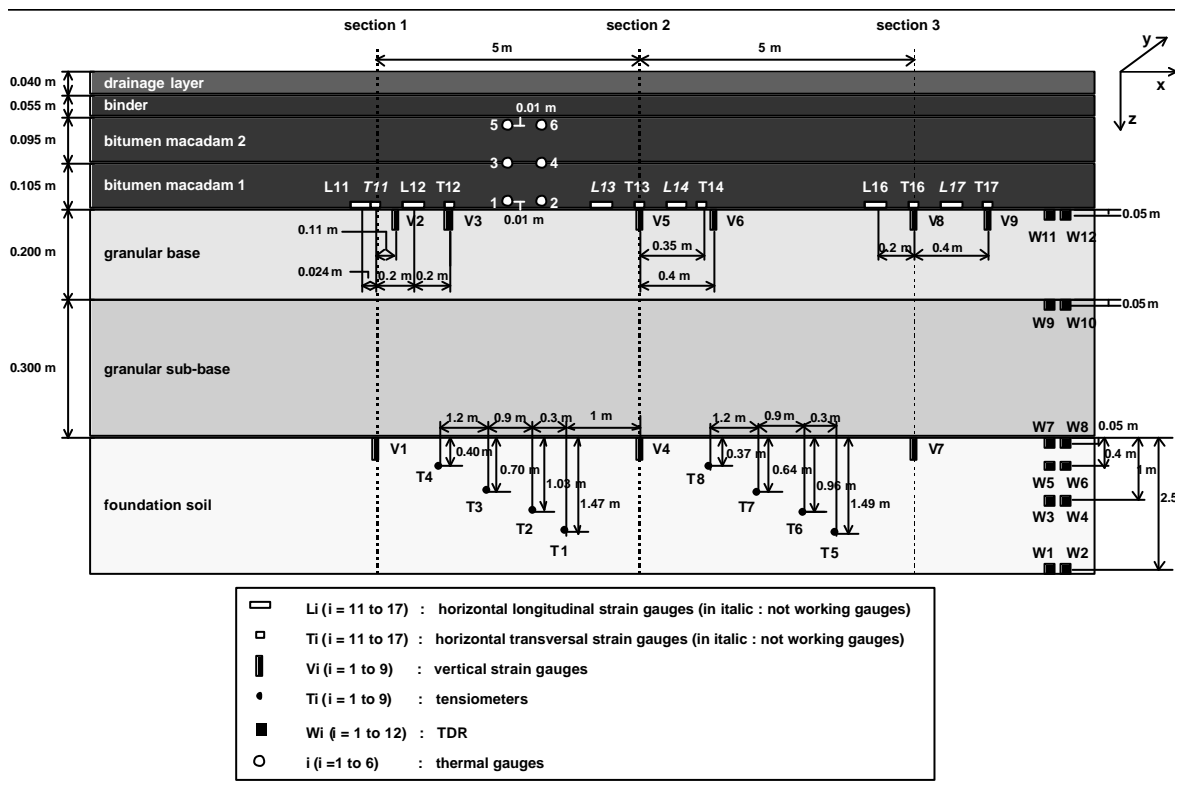 section 1 section 2 section 3
5 m 5 m
y
x
z
0.040 m drainage layer
0.055 m binder
0.01 m
5 6
0.095 m bitumen macadam 2
3 4
0.105 m bitumen macadam 1
L11 T11 L12 T12 L13 T13 L14 T14 L16 T16 L17 T17
1 2
0.01 m
V2 V3 V5 V6 V8 V9
0.05 m
W11 W12
0.11 m
0.35 m
0.2 m 0.4 m
0.200 m granular base
0.024 m 0.2 m 0.2 m
0.4 m
0.05 m
W9 W10
0.300 m granular sub-base
1.2 m 0.9 m 0.3 m 1 m
1.2 m 0.9 m 0.3 m
W7 W8 0.05 m
V1 V4 V7
0.40 m 0.37 m
0.4 m
1 m
T4 T8
0.70 m 0.64 m
W5 W6
1.03 m 0.96 m
2.5
T3 T7
1.47 m 1.49 m
foundation soil
W3 W4
T2 T6
T1 T5
W1 W2
Li (i = 11 to 17) : horizontal longitudinal strain gauges (in italic : not working gauges)
Ti (i = 11 to 17) : horizontal transversal strain gauges (in italic : not working gauges)
Vi (i = 1 to 9) : vertical strain gauges
Ti (i = 1 to 9) : tensiometers
Wi (i = 1 to 12) : TDR
i (i =1 to 6) : thermal gauges